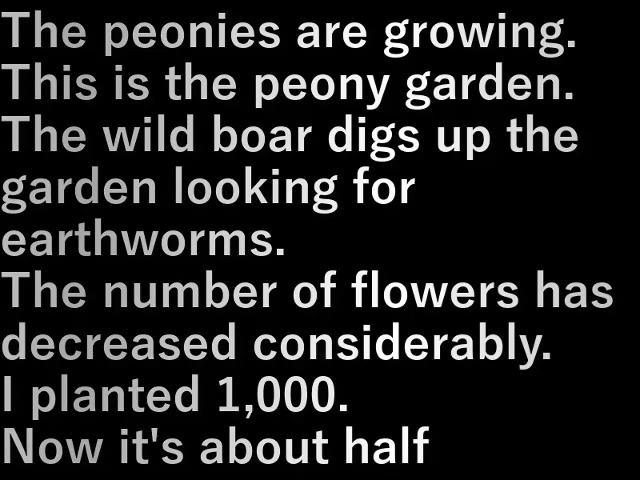 The peonies are growing.
This is the peony garden.
The wild boar digs up the
garden looking for
earthworms.
The number of flowers has
decreased considerably.
I planted 1,000.
Now it's about half